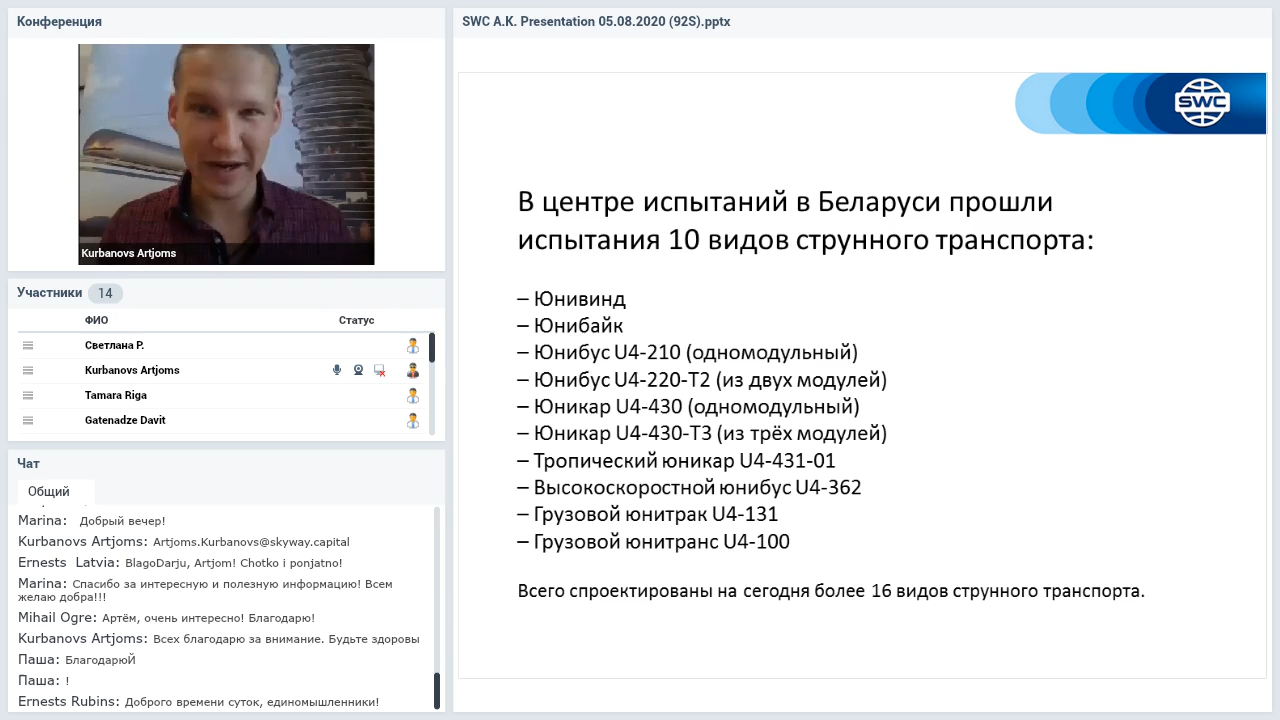 Конференция
Kurbanovs Artjoms
Участники 14
ФИО Статус
Светлана Р.
Kurbanovs Artjoms
Tamara Riga
Gatenadze Davit
Чат
Общий
Marina: Добрый вечер!
Kurbanovs Artjoms: Artjoms.Kurbanovs@skyway.capital
Ernests Latvia: BlagoDarju, Artjom! Chotko i ponjatno!
Marina: Спасибо за интересную и полезную информацию! Всем
желаю добра!!!
Mihail Ogre: Артём, очень интересно! Благодарю!
Kurbanovs Artjoms: Всех благодарю за внимание. Будьте здоровы
Паша: БлагодарюЙ
Паша: !
Ernests Rubins: Доброго времени суток, единомышленники!
SWC A.K. Presentation 05.08.2020 (92S).pptx
SWC
В центре испытаний в Беларуси прошли
испытания 10 видов струнного транспорта:
– Юнивинд
– Юнибайк
– Юнибус U4-210 (одномодульный)
– Юнибус U4-220-Т2 (из двух модулей)
– Юникар U4-430 (одномодульный)
– Юникар U4-430-Т3 (из трёх модулей)
– Тропический юникар U4-431-01
– Высокоскоростной юнибус U4-362
– Грузовой юнитрак U4-131
– Грузовой юнитранс U4-100
Всего спроектированы на сегодня более 16 видов струнного транспорта.